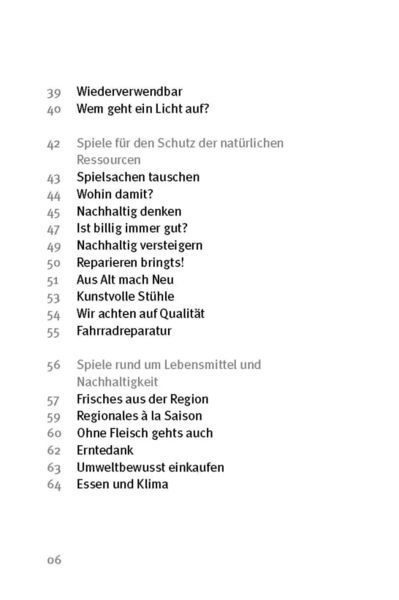 39 Wiederverwendbar
40 Wem geht ein Licht auf?
42 Spiele für den Schutz der natürlichen
Ressourcen
43 Spielsachen tauschen
44 Wohin damit?
45 Nachhaltig denken
47 Ist billig immer gut?
49 Nachhaltig versteigern
50 Reparieren bringts!
51 Aus Alt mach Neu
53 Kunstvolle Stühle
54 Wir achten auf Qualität
55 Fahrradreparatur
56 Spiele rund um Lebensmittel und
Nachhaltigkeit
57 Frisches aus der Region
59 Regionales à la Saison
60 Ohne Fleisch gehts auch
62 Erntedank
63 Umweltbewusst einkaufen
64 Essen und Klima
06